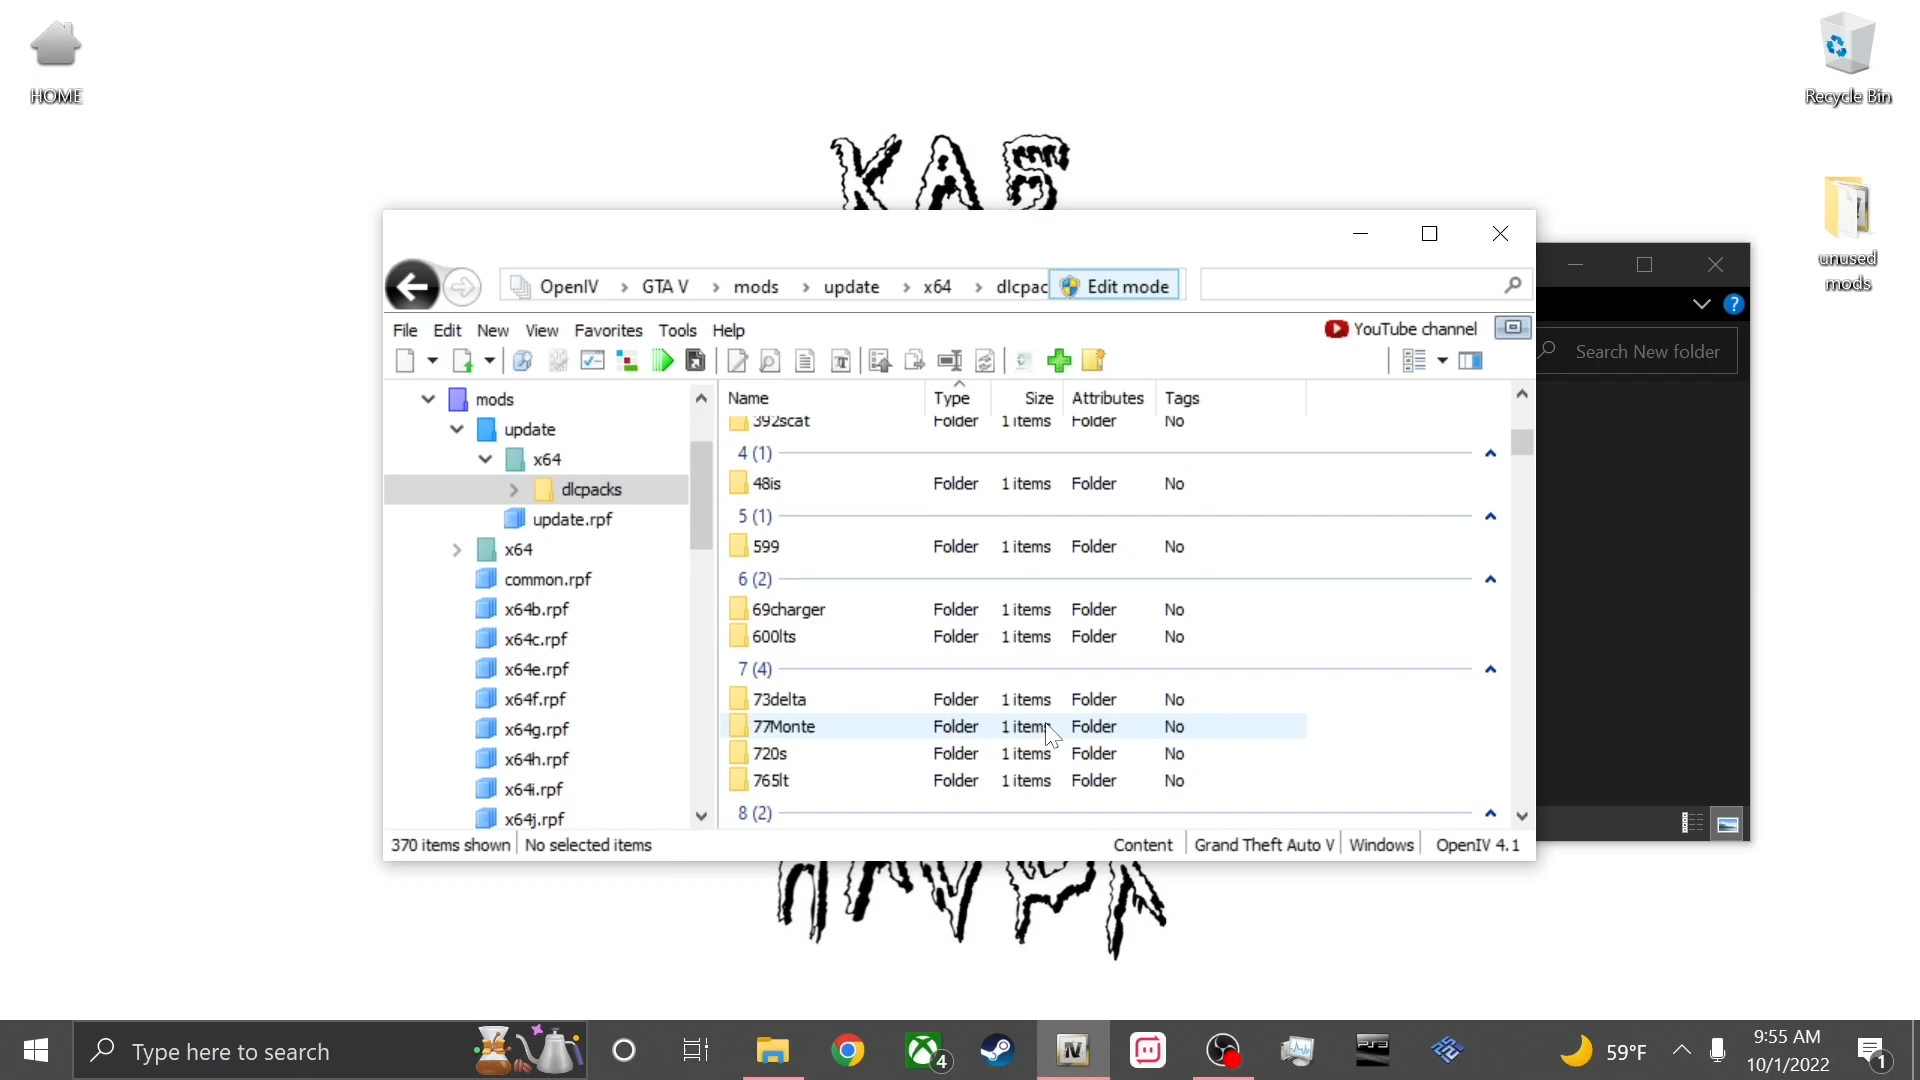 HOME
Recycle Bin
unused
mods
KAS
OpenIV > GTA V > mods > update > x64 > dlcpac
Edit mode
File Edit New View Favorites Tools Help
YouTube channel
Search New folder
mods
update
x64
dlcpacks
update.rpf
x64
common.rpf
x64b.rpf
x64c.rpf
x64e.rpf
x64f.rpf
x64g.rpf
x64h.rpf
x64i.rpf
x64j.rpf
Name Type Size Attributes Tags
392scat Folder 1 items Folder No
4 (1)
48is Folder 1 items Folder No
5 (1)
599 Folder 1 items Folder No
6 (2)
69charger Folder 1 items Folder No
600lts Folder 1 items Folder No
7 (4)
73delta Folder 1 items Folder No
77Monte Folder 1 items Folder No
720s Folder 1 items Folder No
765lt Folder 1 items Folder No
8 (2)
370 items shown No selected items Content Grand Theft Auto V Windows OpenIV 4.1
Type here to search
4
IV
PS3
59°F
9:55 AM
10/1/2022
1